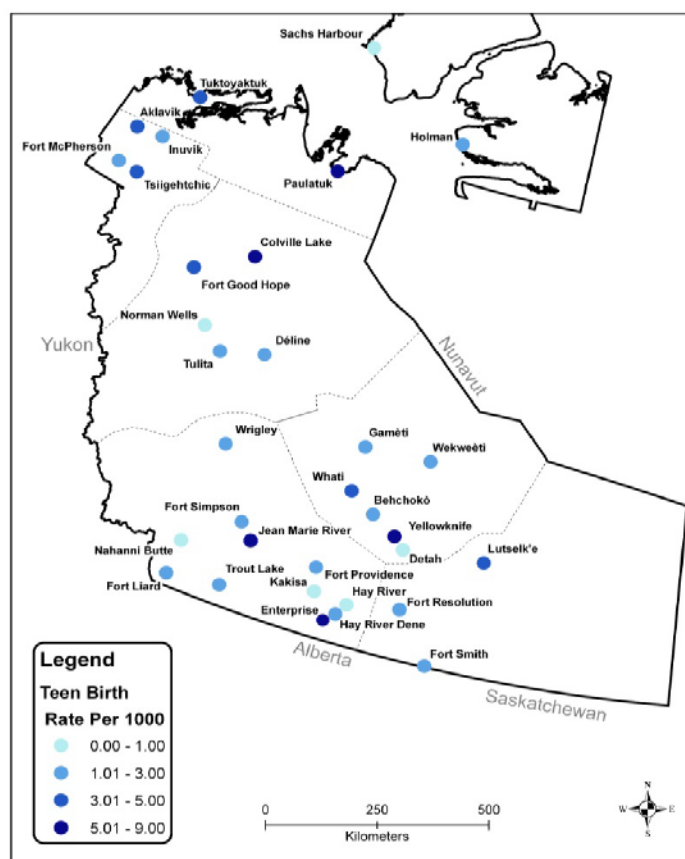 Sachs Harbour
Tuktoyaktuk
Aklavik
Inuvik
Holman
Fort McPherson
Tsiigehtchic
Paulatuk
Colville Lake
Fort Good Hope
Norman Wells
Yukon
Déline
Tulita
Nunavut
Wrigley
Gamèti
Wekweèti
Whati
Fort Simpson
Behchokò
Jean Marie River
Yellowknife
Nahanni Butte
Detah
Lutselk'e
Trout Lake
Fort Providence
Fort Liard
Kakisa
Hay River
Enterprise
Fort Resolution
Hay River Dene
Alberta
Fort Smith
Saskatchewan
Legend
Teen Birth
Rate Per 1000
0.00 - 1.00
1.01 - 3.00
3.01 - 5.00
5.01 - 9.00
0 250 500
Kilometers
N
W E
S